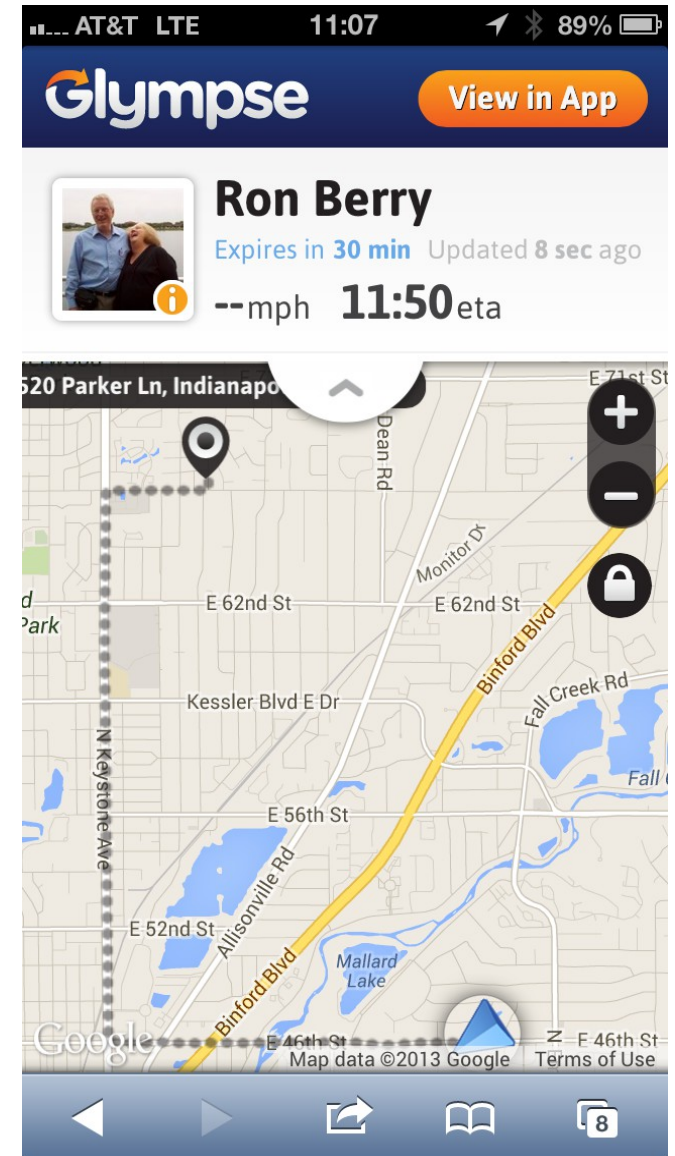 AT&T LTE 11:07 89%
Glympse View in App
Ron Berry
Expires in 30 min Updated 8 sec ago
--mph 11:50eta
520 Parker Ln,
E 71st St
Dean Rd
Monitor Dr
E 62nd St
E 62nd St
Park
Binford Blvd
Kessler Blvd E Dr
Fall Creek Rd
N Keystone Ave
Fall
E 56th St
Allisonville Rd
E 52nd St
Mallard
Lake
Binford Blvd
Google
E 46th St
N
E 46th St
Map data ©2013 Google Terms of Use
8